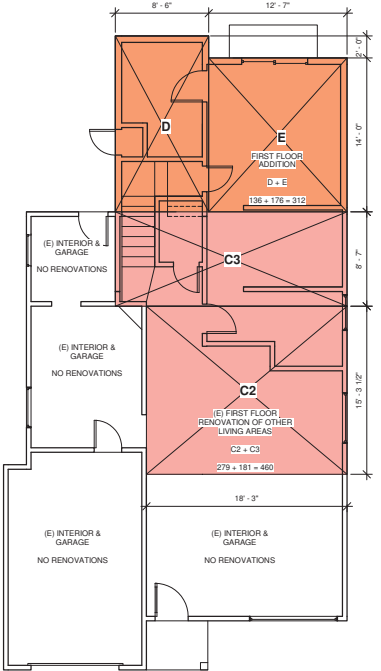 8' - 6"
12' - 7"
2' - 0"
D
E
FIRST FLOOR
ADDITION
D + E
136 + 176 = 312
14' - 0"
(E) INTERIOR &
GARAGE
NO RENOVATIONS
C3
8' - 7"
(E) INTERIOR &
GARAGE
NO RENOVATIONS
C2
(E) FIRST FLOOR
RENOVATION OF OTHER
LIVING AREAS
C2 + C3
279 + 181 = 460
15' - 3 1/2"
18' - 3"
(E) INTERIOR &
GARAGE
NO RENOVATIONS
(E) INTERIOR &
GARAGE
NO RENOVATIONS